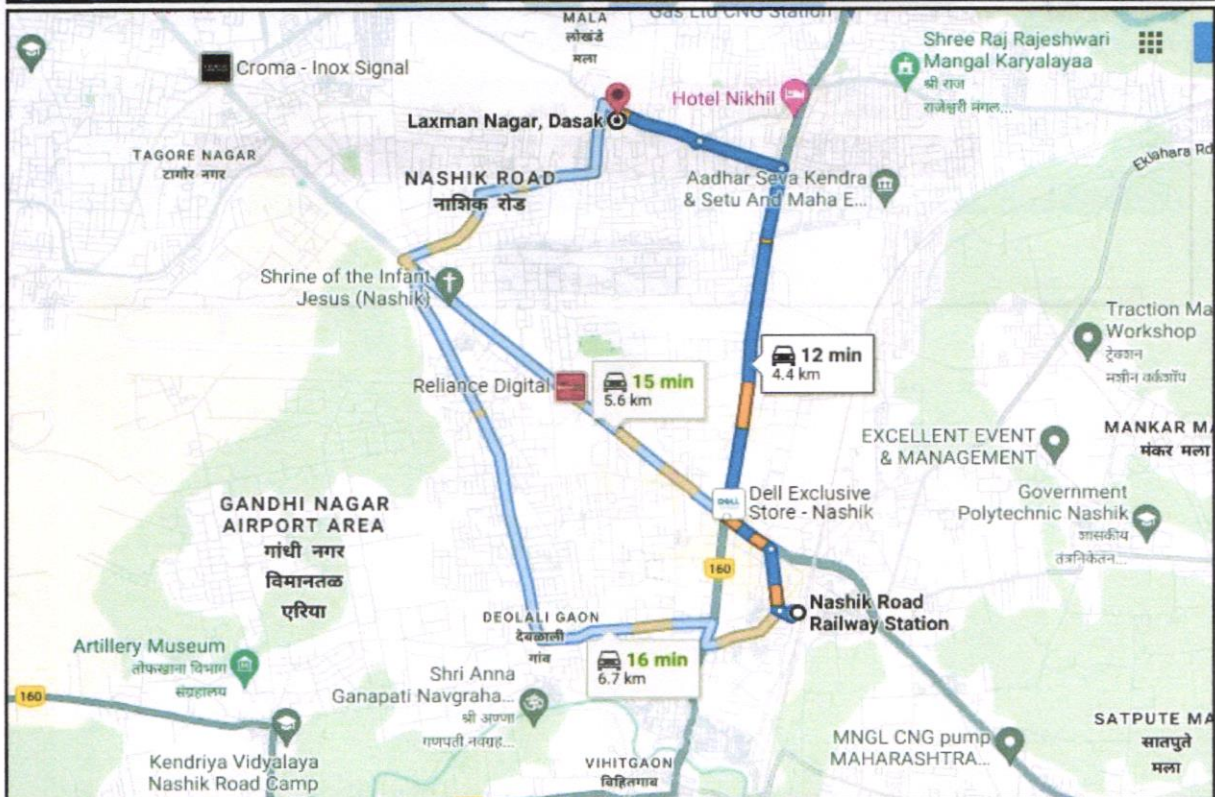 MALA
लोखंडे
मला
Gas Ltd CNG Station
Shree Raj Rajeshwari
Mangal Karyalayaa
श्री राज
राजेश्वरी मंगल...
Croma - Inox Signal
Hotel Nikhil
Laxman Nagar, Dasak
TAGORE NAGAR
टागोर नगर
NASHIK ROAD
नाशिक रोड
Aadhar Seva Kendra
& Setu And Maha E...
Eklahara Rd
Shrine of the Infant
Jesus (Nashik)
Traction Ma
Workshop
ट्रॅक्शन
मशीन वर्कशॉप
12 min
4.4 km
Reliance Digital
15 min
5.6 km
EXCELLENT EVENT
& MANAGEMENT
MANKAR MA
मंकर मला
GANDHI NAGAR
AIRPORT AREA
गांधी नगर
विमानतळ
एरिया
DELL
Dell Exclusive
Store - Nashik
Government
Polytechnic Nashik
शासकीय
तंत्रनिकेतन...
160
Nashik Road
Railway Station
DEOLALI GAON
देवळाली
गांव
16 min
6.7 km
Artillery Museum
तोफखाना विभाग
संग्रहालय
160
Shri Anna
Ganapati Navgraha...
श्री अण्णा
गणपती नवग्रह...
Kendriya Vidyalaya
Nashik Road Camp
VIHITGAON
विहितगाव
MNGL CNG pump
MAHARASHTRA...
SATPUTE MA
सातपुते
मला